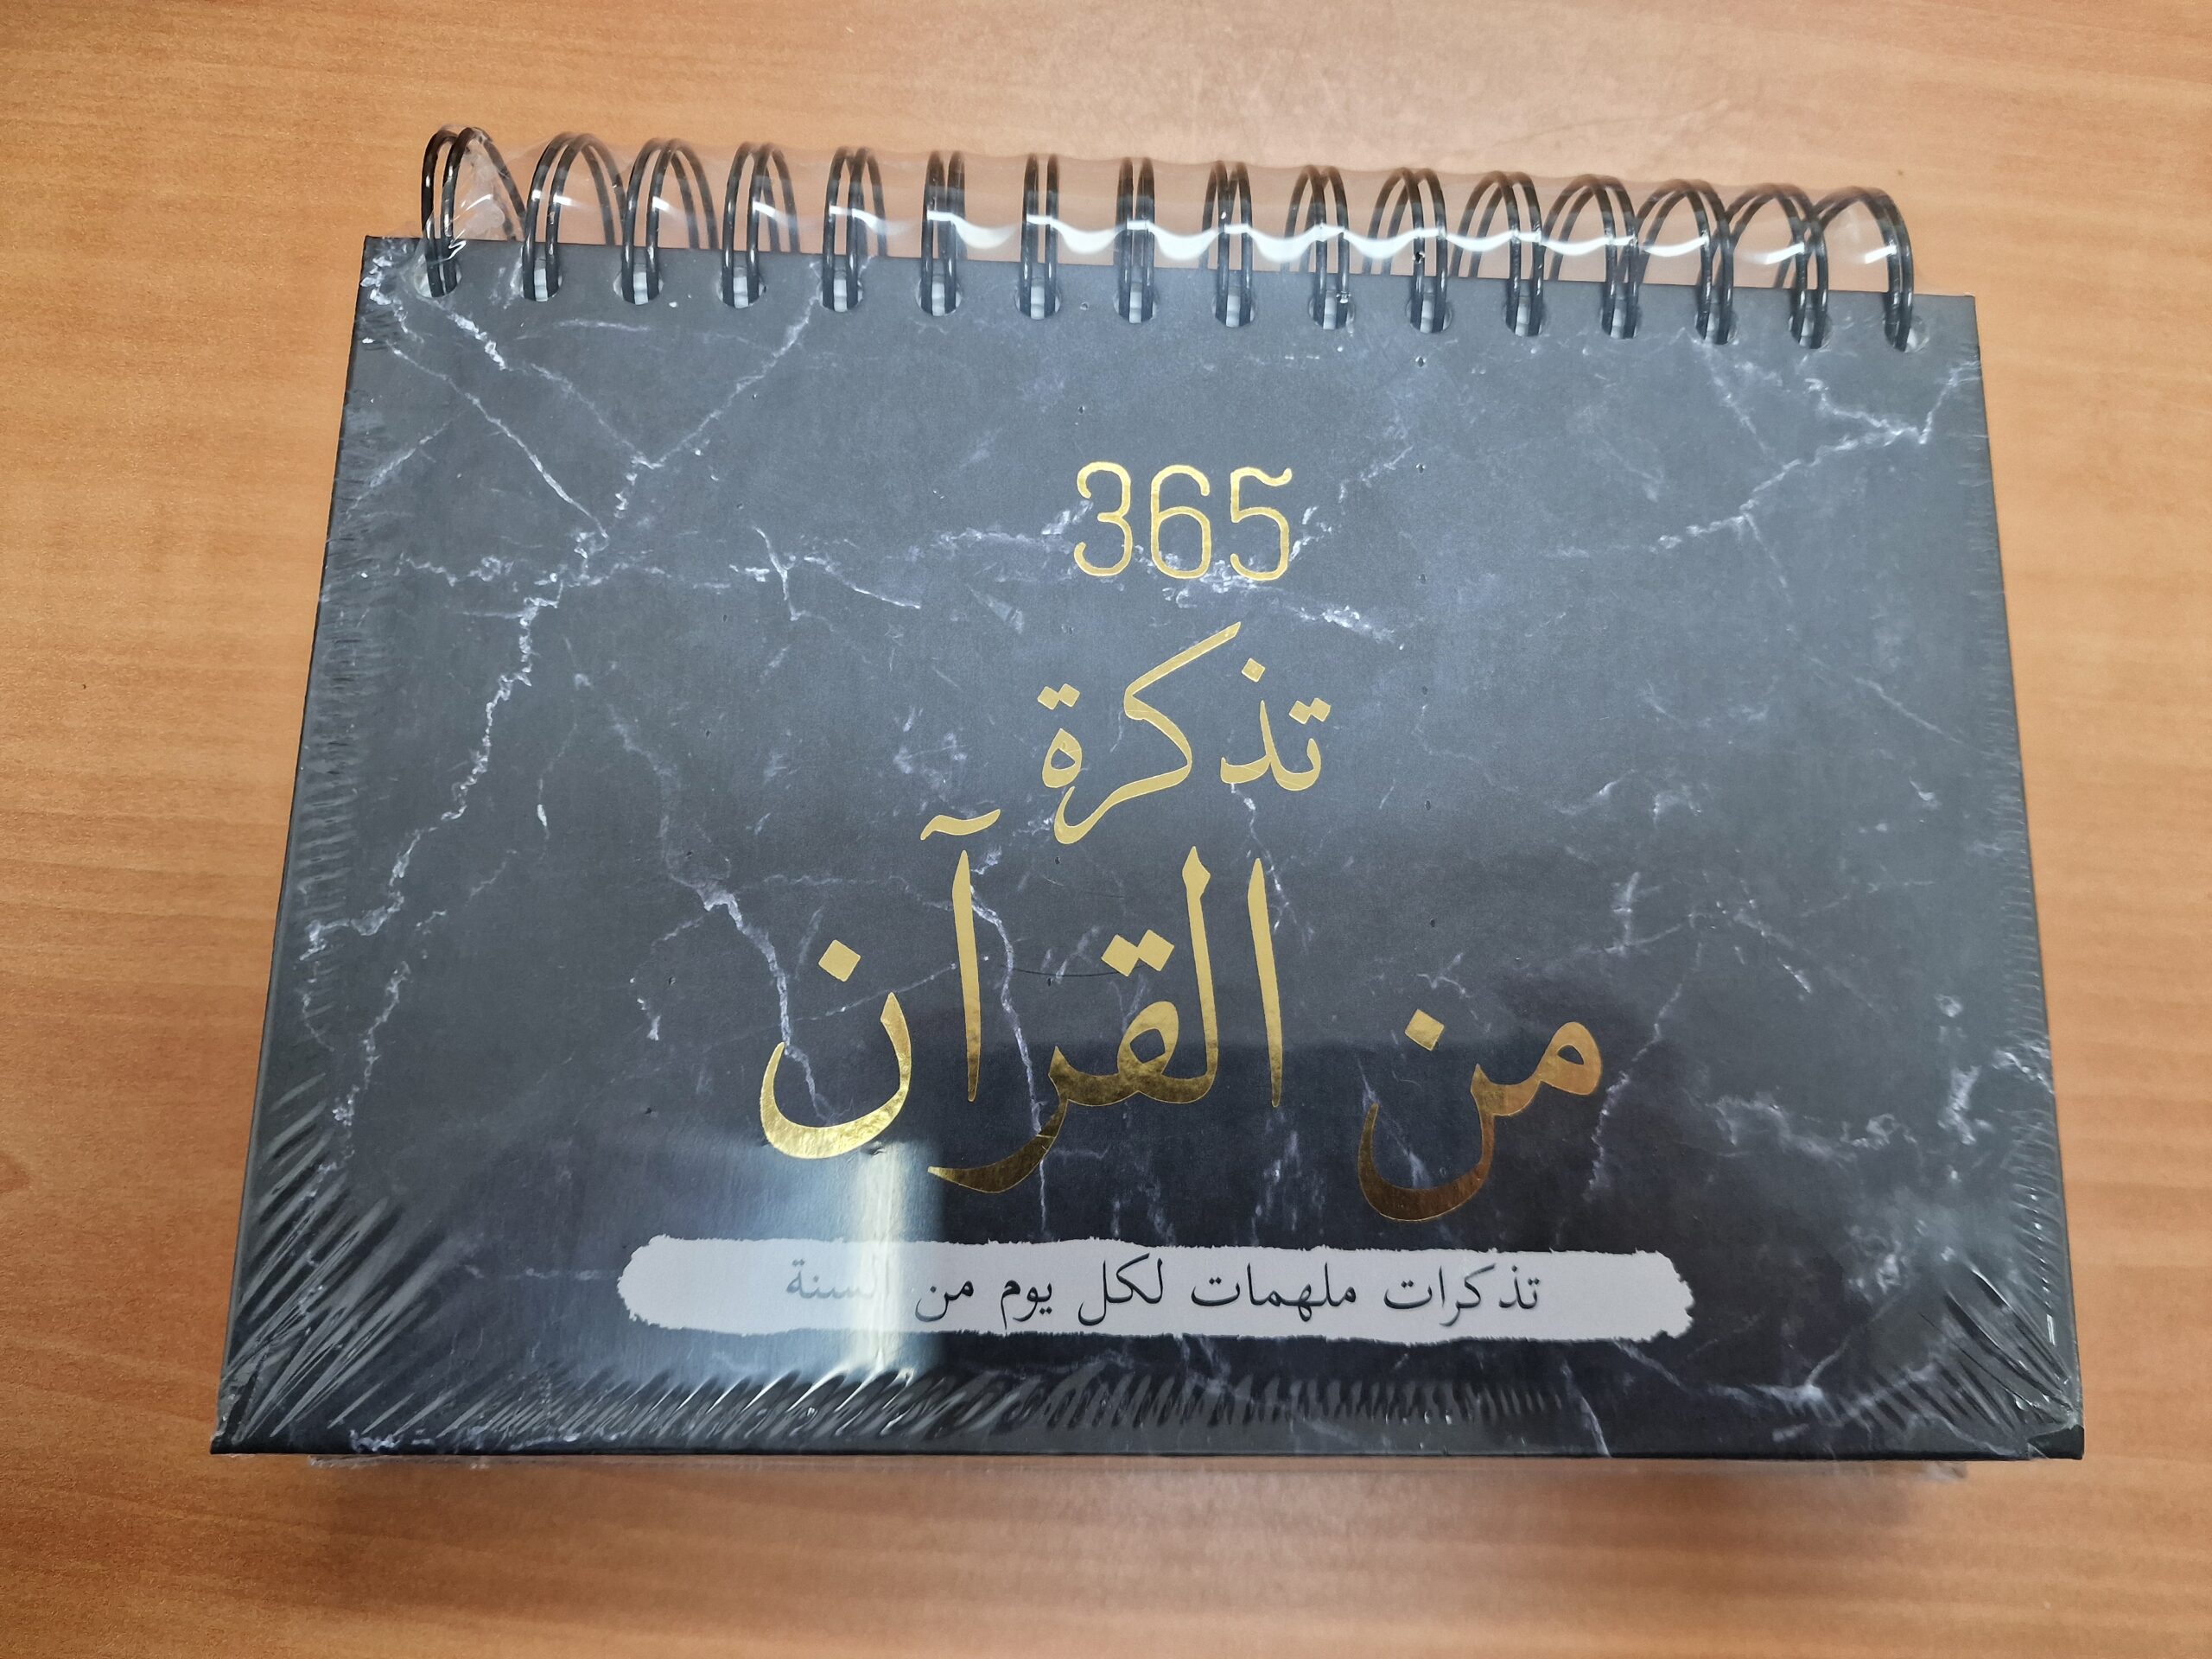 365
تذكرة
من القرآن
تذكرات ملهمات لكل يوم من السنة